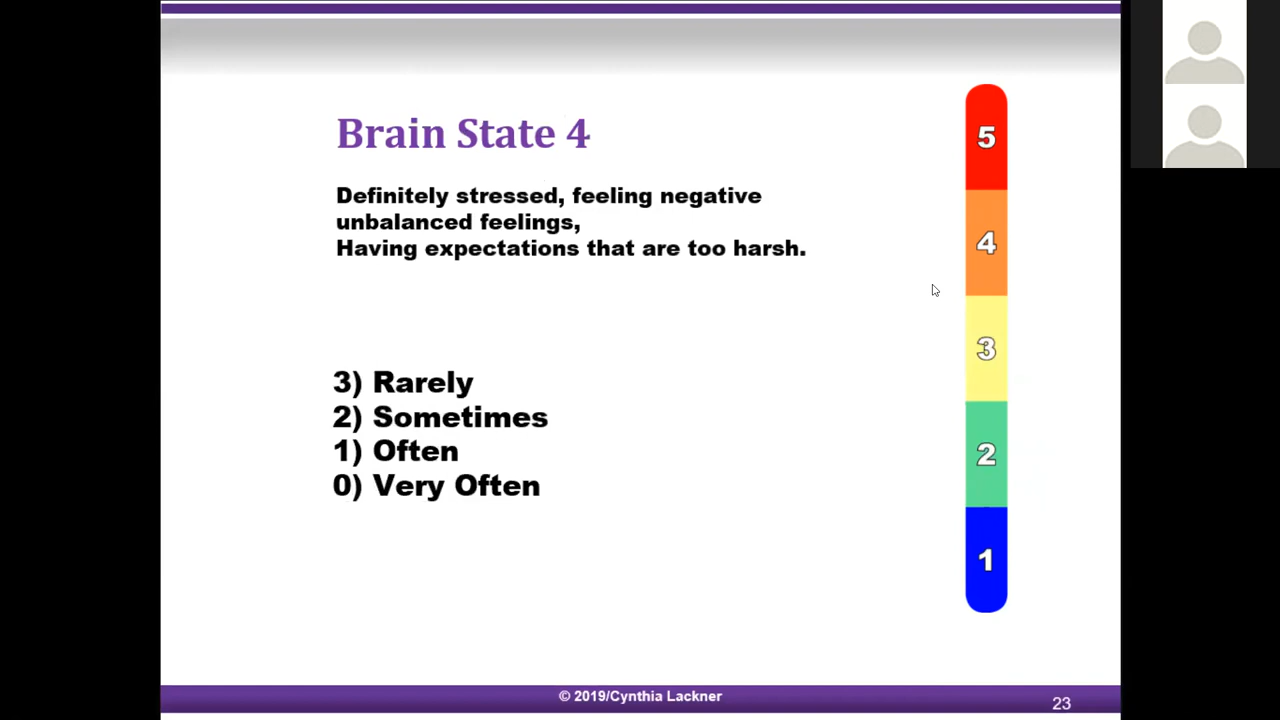 Brain State 4
Definitely stressed, feeling negative
unbalanced feelings,
Having expectations that are too harsh.
3) Rarely
2) Sometimes
1) Often
0) Very Often
5
4
3
2
1
© 2019/Cynthia Lackner
23